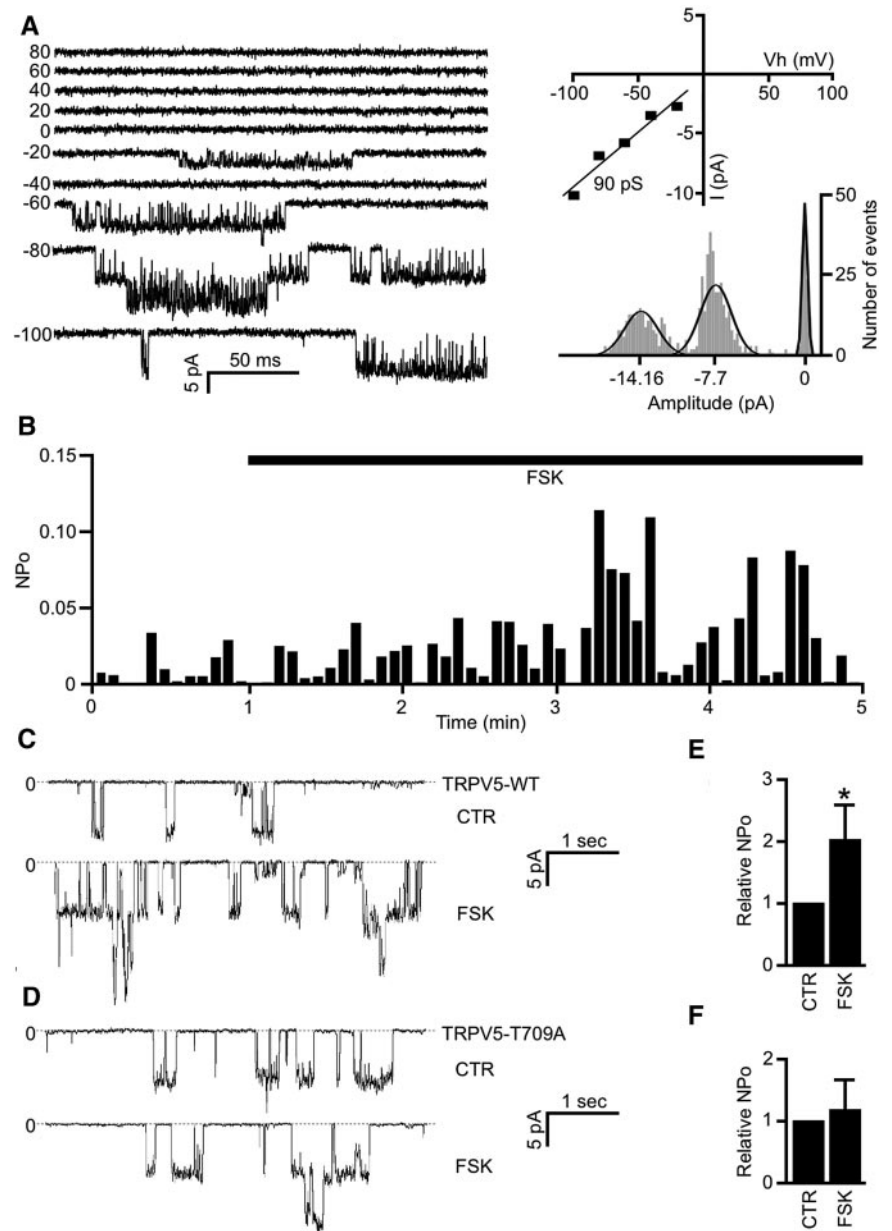 A
80
60
40
20
0
-20
-40
-60
-80
-100
5 pA
50 ms
5
Vh (mV)
-100
-50
50
100
-5
-10
I (pA)
90 pS
50
25
0
Number of events
-14.16
-7.7
0
Amplitude (pA)
B
0.15
0.10
0.05
0
NPo
FSK
0
1
2
3
4
5
Time (min)
C
0
TRPV5-WT
CTR
0
FSK
5 pA
1 sec
E
3
2
1
0
Relative NPo
*
CTR
FSK
D
0
TRPV5-T709A
CTR
0
FSK
5 pA
1 sec
F
2
1
0
Relative NPo
CTR
FSK